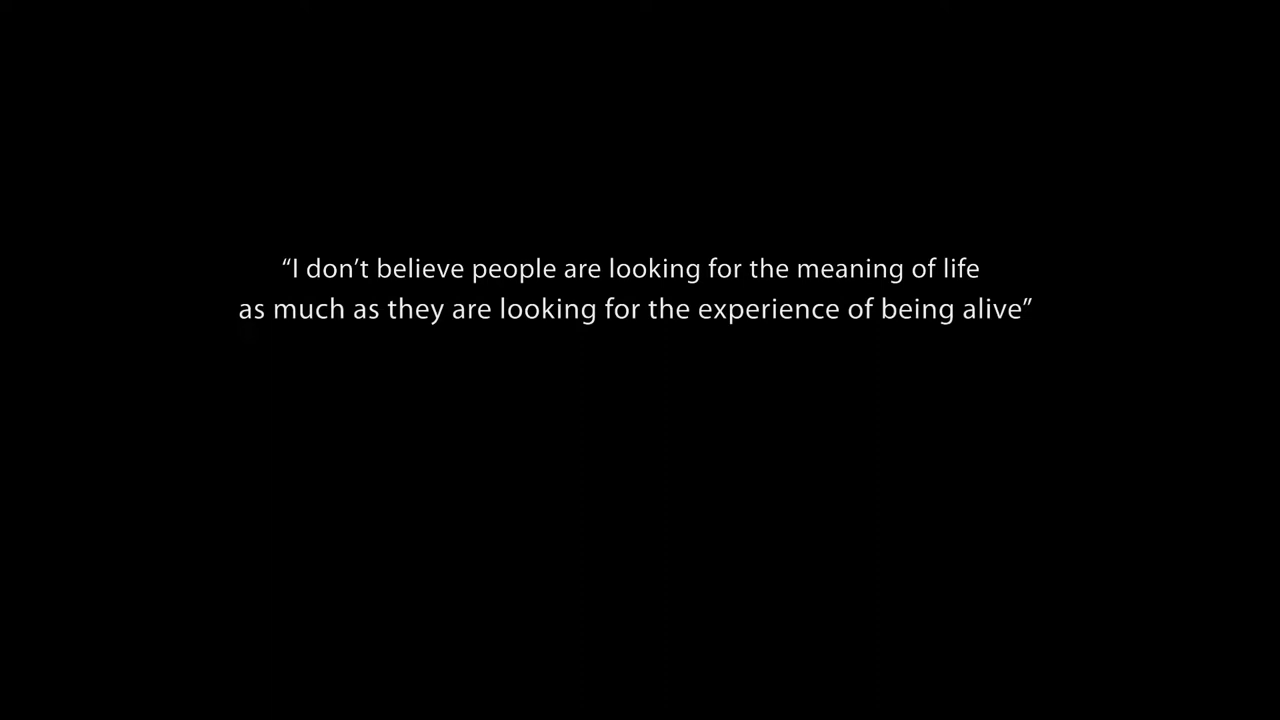 “I don’t believe people are looking for the meaning of life
as much as they are looking for the experience of being alive”